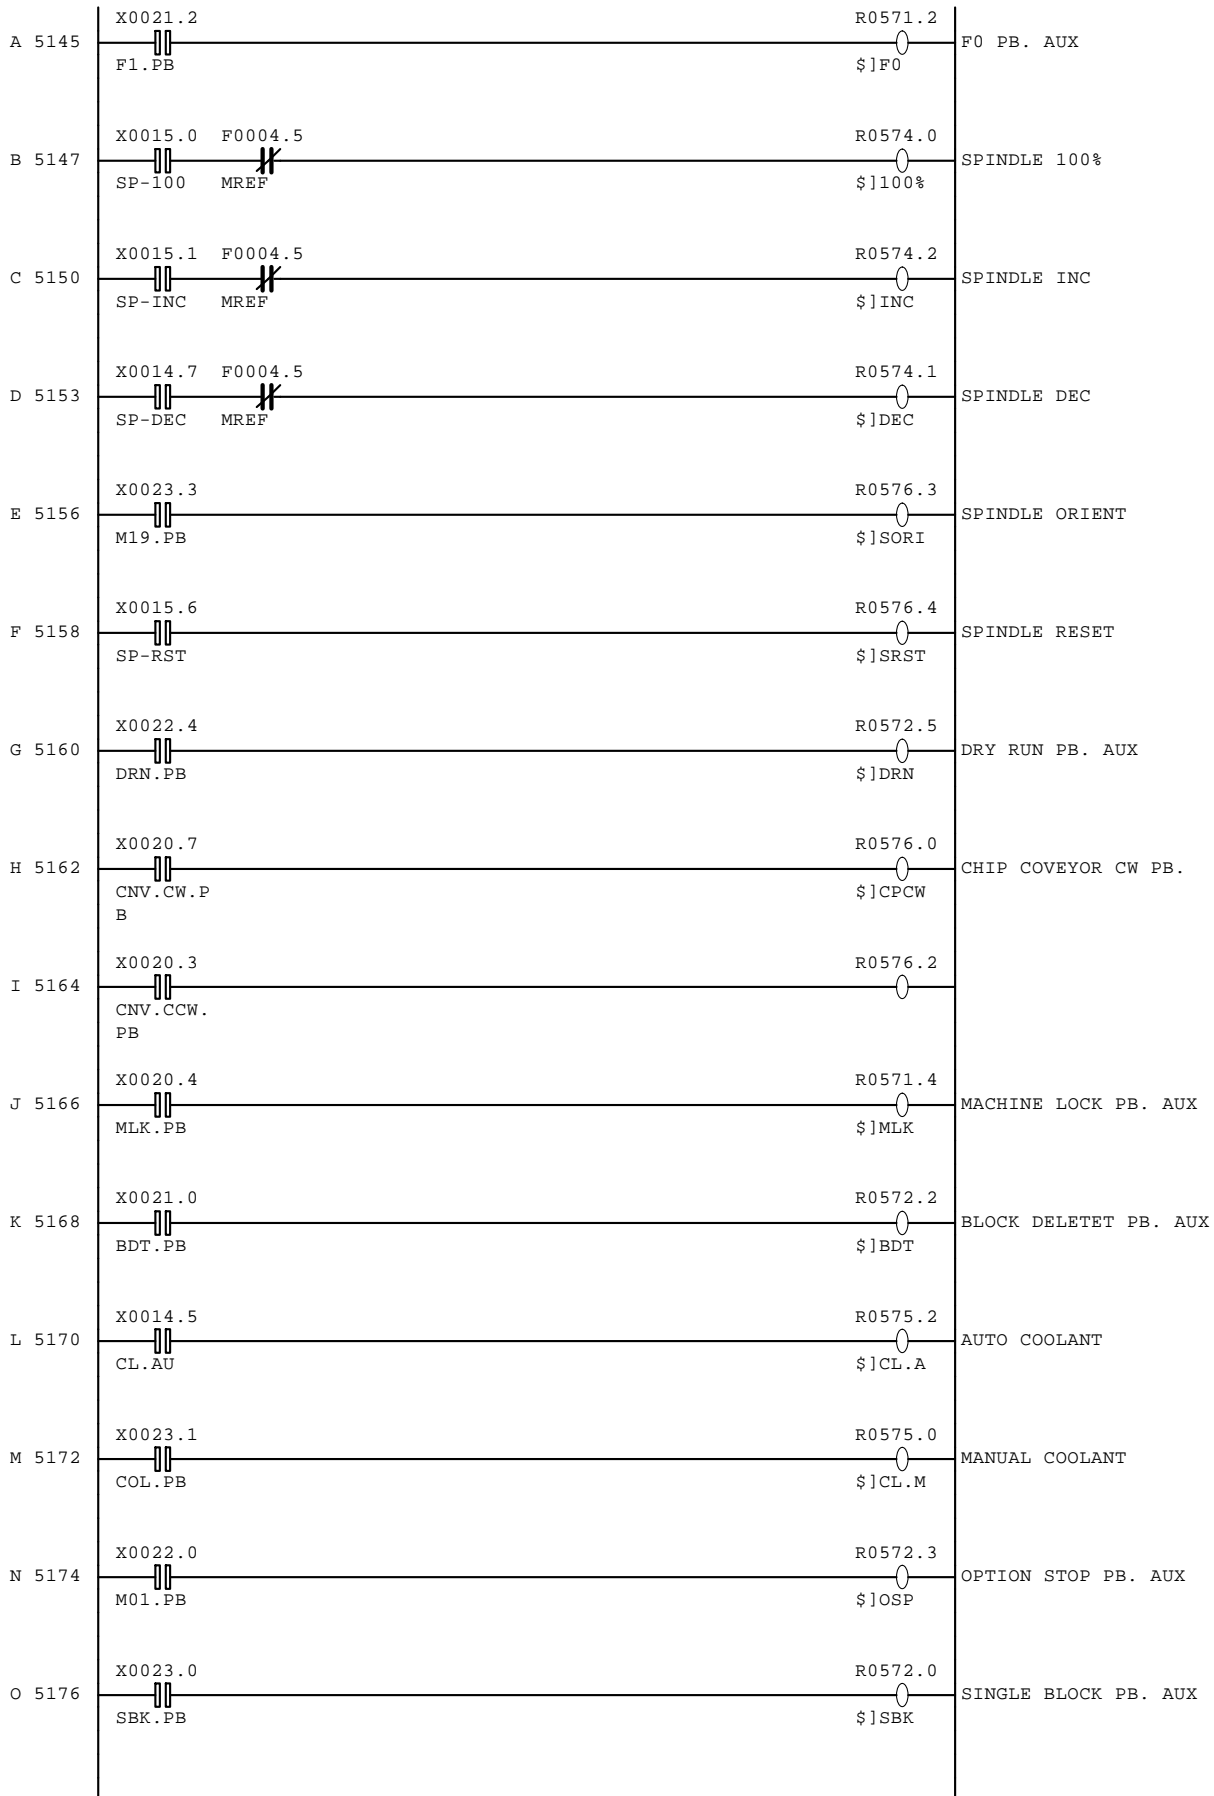 X0021.2 R0571.2
A 5145 F0 PB. AUX
F1.PB $]F0
X0015.0 F0004.5 R0574.0
B 5147 SPINDLE 100%
SP-100 MREF $]100%
X0015.1 F0004.5 R0574.2
C 5150 SPINDLE INC
SP-INC MREF $]INC
X0014.7 F0004.5 R0574.1
D 5153 SPINDLE DEC
SP-DEC MREF $]DEC
X0023.3 R0576.3
E 5156 SPINDLE ORIENT
M19.PB $]SORI
X0015.6 R0576.4
F 5158 SPINDLE RESET
SP-RST $]SRST
X0022.4 R0572.5
G 5160 DRY RUN PB. AUX
DRN.PB $]DRN
X0020.7 R0576.0
H 5162 CHIP COVEYOR CW PB.
CNV.CW.P $]CPCW
B
X0020.3 R0576.2
I 5164
CNV.CCW.
PB
X0020.4 R0571.4
J 5166 MACHINE LOCK PB. AUX
MLK.PB $]MLK
X0021.0 R0572.2
K 5168 BLOCK DELETET PB. AUX
BDT.PB $]BDT
X0014.5 R0575.2
L 5170 AUTO COOLANT
CL.AU $]CL.A
X0023.1 R0575.0
M 5172 MANUAL COOLANT
COL.PB $]CL.M
X0022.0 R0572.3
N 5174 OPTION STOP PB. AUX
M01.PB $]OSP
X0023.0 R0572.0
O 5176 SINGLE BLOCK PB. AUX
SBK.PB $]SBK